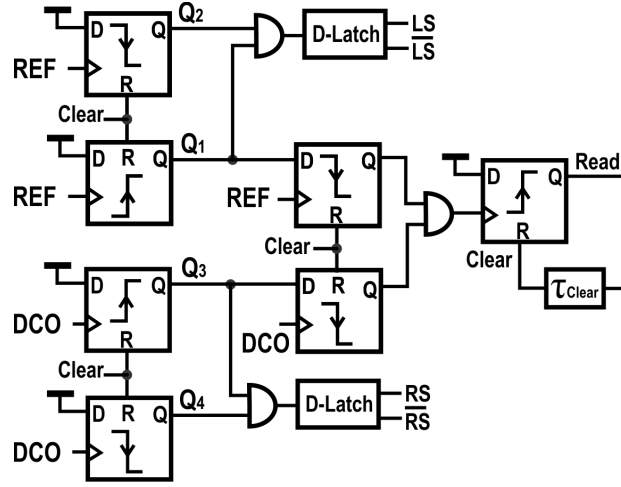 Q2
D Q
REF
R
D-Latch
LS
LS
Clear
Q1
D R Q
REF
D Q
REF
R
D Q
Read
R
Clear
Clear
τClear
Q3
D Q
DCO
R
D R Q
DCO
Clear
Q4
D R Q
DCO
D-Latch
RS
RS